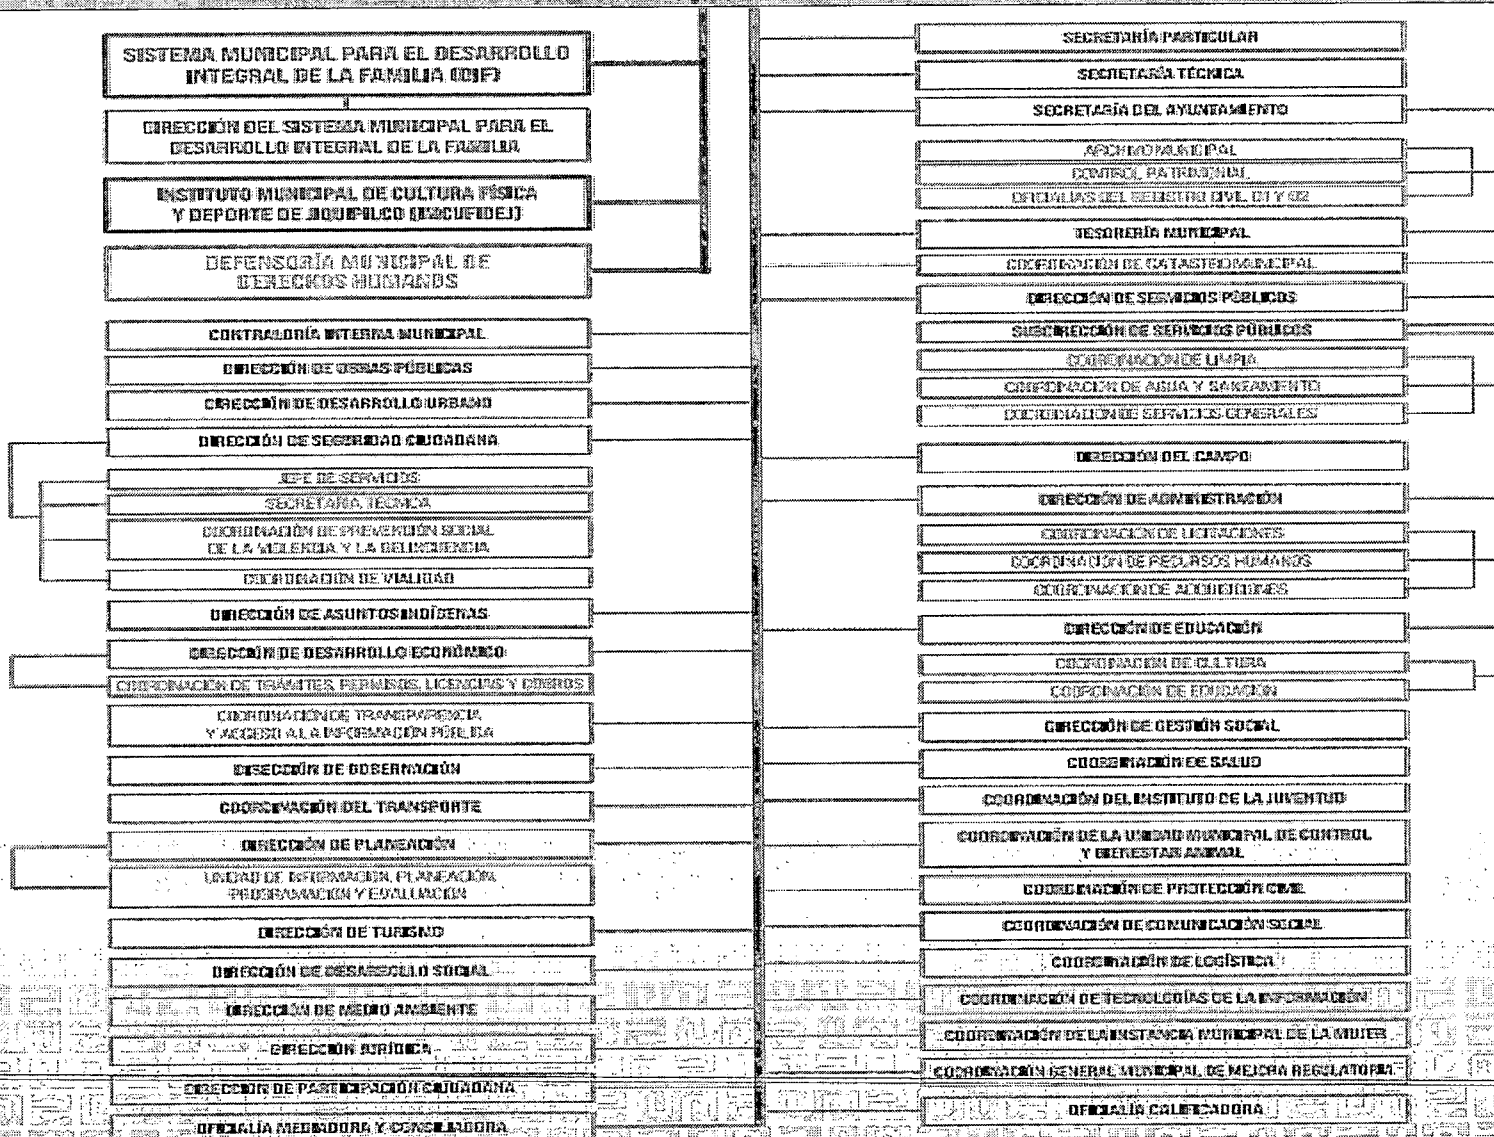 SISTEMA MUNICIPAL PARA EL DESARROLLO
INTEGRAL DE LA FAMILIA (DIF)
DIRECCIÓN DEL SISTEMA MUNICIPAL PARA EL
DESARROLLO INTEGRAL DE LA FAMILIA
INSTITUTO MUNICIPAL DE CULTURA FÍSICA
Y DEPORTE DE JIQUIPILCO (IMCUFIDEJ)
DEFENSORÍA MUNICIPAL DE
DERECHOS HUMANOS
CONTRALORÍA INTERNA MUNICIPAL
DIRECCIÓN DE OBRAS PÚBLICAS
DIRECCIÓN DE DESARROLLO URBANO
DIRECCIÓN DE SEGURIDAD CIUDADANA
JEFE DE SERVICIOS
SECRETARÍA TÉCNICA
COORDINACIÓN DE PREVENCIÓN SOCIAL
DE LA VIOLENCIA Y LA DELINCUENCIA
COORDINACIÓN DE VIALIDAD
DIRECCIÓN DE ASUNTOS INDÍGENAS
DIRECCIÓN DE DESARROLLO ECONÓMICO
COORDINACIÓN DE TRÁMITES, PERMISOS, LICENCIAS Y COBROS
COORDINACIÓN DE TRANSPARENCIA
Y ACCESO A LA INFORMACIÓN PÚBLICA
DIRECCIÓN DE GOBERNACIÓN
COORDINACIÓN DEL TRANSPORTE
DIRECCIÓN DE PLANEACIÓN
UNIDAD DE INFORMACIÓN, PLANEACIÓN,
PROGRAMACIÓN Y EVALUACIÓN
DIRECCIÓN DE TURISMO
DIRECCIÓN DE DESARROLLO SOCIAL
DIRECCIÓN DE MEDIO AMBIENTE
DIRECCIÓN JURÍDICA
DIRECCIÓN DE PARTICIPACIÓN CIUDADANA
OFICIALÍA MEDIADORA Y CONCILIADORA
SECRETARÍA PARTICULAR
SECRETARÍA TÉCNICA
SECRETARÍA DEL AYUNTAMIENTO
ARCHIVO MUNICIPAL
CONTROL PATRIMONIAL
OFICIALÍAS DEL REGISTRO CIVIL 01 Y 02
TESORERÍA MUNICIPAL
COORDINACIÓN DE CATASTRO MUNICIPAL
DIRECCIÓN DE SERVICIOS PÚBLICOS
SUBDIRECCIÓN DE SERVICIOS PÚBLICOS
COORDINACIÓN DE LIMPIA
COORDINACIÓN DE AGUA Y SANEAMIENTO
COORDINACIÓN DE SERVICIOS GENERALES
DIRECCIÓN DEL CAMPO
DIRECCIÓN DE ADMINISTRACIÓN
COORDINACIÓN DE LICITACIONES
COORDINACIÓN DE RECURSOS HUMANOS
COORDINACIÓN DE ADQUISICIONES
DIRECCIÓN DE EDUCACIÓN
COORDINACIÓN DE CULTURA
COORDINACIÓN DE EDUCACIÓN
DIRECCIÓN DE GESTIÓN SOCIAL
COORDINACIÓN DE SALUD
COORDINACIÓN DEL INSTITUTO DE LA JUVENTUD
COORDINACIÓN DE LA UNIDAD MUNICIPAL DE CONTROL
Y BIENESTAR ANIMAL
COORDINACIÓN DE PROTECCIÓN CIVIL
COORDINACIÓN DE COMUNICACIÓN SOCIAL
COORDINACIÓN DE LOGÍSTICA
COORDINACIÓN DE TECNOLOGÍAS DE LA INFORMACIÓN
COORDINACIÓN DE LA INSTANCIA MUNICIPAL DE LA MUJER
COORDINACIÓN GENERAL MUNICIPAL DE MEJORA REGULATORIA
OFICIALÍA CALIFICADORA